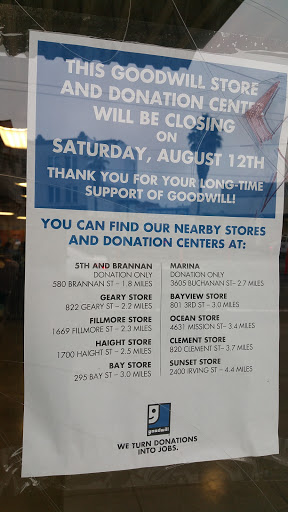 THIS GOODWILL STORE
AND DONATION CENTER
WILL BE CLOSING
ON
SATURDAY, AUGUST 12TH
THANK YOU FOR YOUR LONG-TIME
SUPPORT OF GOODWILL!
YOU CAN FIND OUR NEARBY STORES
AND DONATION CENTERS AT:
5TH AND BRANNAN
DONATION ONLY
580 BRANNAN ST – 1.8 MILES
GEARY STORE
822 GEARY ST – 2.2 MILES
FILLMORE STORE
1669 FILLMORE ST – 2.3 MILES
HAIGHT STORE
1700 HAIGHT ST – 2.5 MILES
BAY STORE
295 BAY ST – 3.0 MILES
MARINA
DONATION ONLY
3605 BUCHANAN ST – 2.7 MILES
BAYVIEW STORE
801 3RD ST – 3.0 MILES
OCEAN STORE
4631 MISSION ST – 3.4 MILES
CLEMENT STORE
820 CLEMENT ST – 3.7 MILES
SUNSET STORE
2400 IRVING ST – 4.4 MILES
goodwill
WE TURN DONATIONS
INTO JOBS.